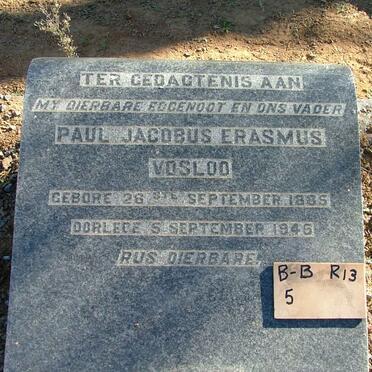 TER GEDAGTENIS AAN
MY DIERBARE EGGENOOT EN ONS VADER
PAUL JACOBUS ERASMUS
VOSLOO
GEBORE 26 STE SEPTEMBER 1885
OORLEDE 5 SEPTEMBER 1946
RUS DIERBARE
B-B R13
5